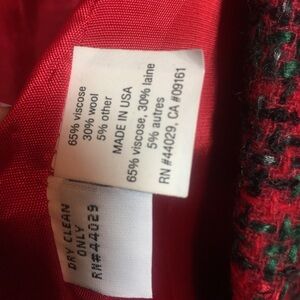 65% viscose
30% wool
5% other
MADE IN USA
65% viscose, 30% laine
5% autres
RN #44029, CA #09161
DRY CLEAN
ONLY
RN#44029